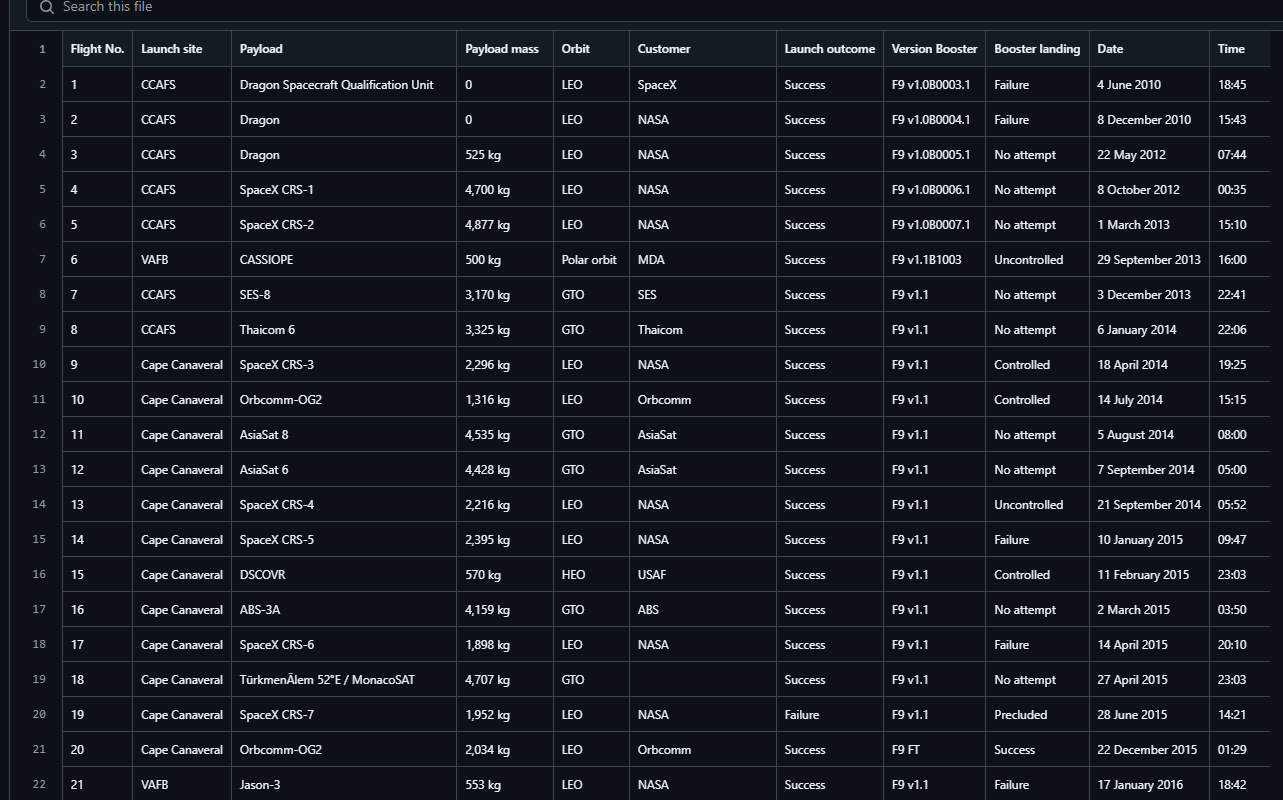 Search this file
1 Flight No. Launch site Payload Payload mass Orbit Customer Launch outcome Version Booster Booster landing Date Time
2 1 CCAFS Dragon Spacecraft Qualification Unit 0 LEO SpaceX Success F9 v1.0B0003.1 Failure 4 June 2010 18:45
3 2 CCAFS Dragon 0 LEO NASA Success F9 v1.0B0004.1 Failure 8 December 2010 15:43
4 3 CCAFS Dragon 525 kg LEO NASA Success F9 v1.0B0005.1 No attempt 22 May 2012 07:44
5 4 CCAFS SpaceX CRS-1 4,700 kg LEO NASA Success F9 v1.0B0006.1 No attempt 8 October 2012 00:35
6 5 CCAFS SpaceX CRS-2 4,877 kg LEO NASA Success F9 v1.0B0007.1 No attempt 1 March 2013 15:10
7 6 VAFB CASSIOPE 500 kg Polar orbit MDA Success F9 v1.1B1003 Uncontrolled 29 September 2013 16:00
8 7 CCAFS SES-8 3,170 kg GTO SES Success F9 v1.1 No attempt 3 December 2013 22:41
9 8 CCAFS Thaicom 6 3,325 kg GTO Thaicom Success F9 v1.1 No attempt 6 January 2014 22:06
10 9 Cape Canaveral SpaceX CRS-3 2,296 kg LEO NASA Success F9 v1.1 Controlled 18 April 2014 19:25
11 10 Cape Canaveral Orbcomm-OG2 1,316 kg LEO Orbcomm Success F9 v1.1 Controlled 14 July 2014 15:15
12 11 Cape Canaveral AsiaSat 8 4,535 kg GTO AsiaSat Success F9 v1.1 No attempt 5 August 2014 08:00
13 12 Cape Canaveral AsiaSat 6 4,428 kg GTO AsiaSat Success F9 v1.1 No attempt 7 September 2014 05:00
14 13 Cape Canaveral SpaceX CRS-4 2,216 kg LEO NASA Success F9 v1.1 Uncontrolled 21 September 2014 05:52
15 14 Cape Canaveral SpaceX CRS-5 2,395 kg LEO NASA Success F9 v1.1 Failure 10 January 2015 09:47
16 15 Cape Canaveral DSCOVR 570 kg HEO USAF Success F9 v1.1 Controlled 11 February 2015 23:03
17 16 Cape Canaveral ABS-3A 4,159 kg GTO ABS Success F9 v1.1 No attempt 2 March 2015 03:50
18 17 Cape Canaveral SpaceX CRS-6 1,898 kg LEO NASA Success F9 v1.1 Failure 14 April 2015 20:10
19 18 Cape Canaveral TürkmenÄlem 52°E / MonacoSAT 4,707 kg GTO Success F9 v1.1 No attempt 27 April 2015 23:03
20 19 Cape Canaveral SpaceX CRS-7 1,952 kg LEO NASA Failure F9 v1.1 Precluded 28 June 2015 14:21
21 20 Cape Canaveral Orbcomm-OG2 2,034 kg LEO Orbcomm Success F9 FT Success 22 December 2015 01:29
22 21 VAFB Jason-3 553 kg LEO NASA Success F9 v1.1 Failure 17 January 2016 18:42